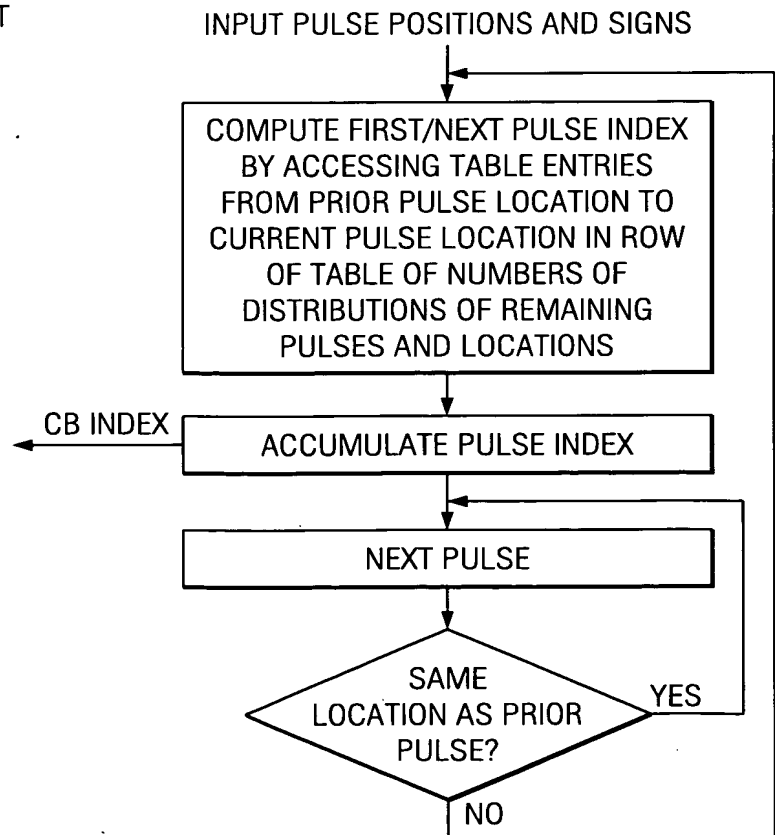 T
INPUT PULSE POSITIONS AND SIGNS
COMPUTE FIRST/NEXT PULSE INDEX
BY ACCESSING TABLE ENTRIES
FROM PRIOR PULSE LOCATION TO
CURRENT PULSE LOCATION IN ROW
OF TABLE OF NUMBERS OF
DISTRIBUTIONS OF REMAINING
PULSES AND LOCATIONS
CB INDEX
ACCUMULATE PULSE INDEX
NEXT PULSE
SAME
LOCATION AS PRIOR
PULSE?
YES
NO